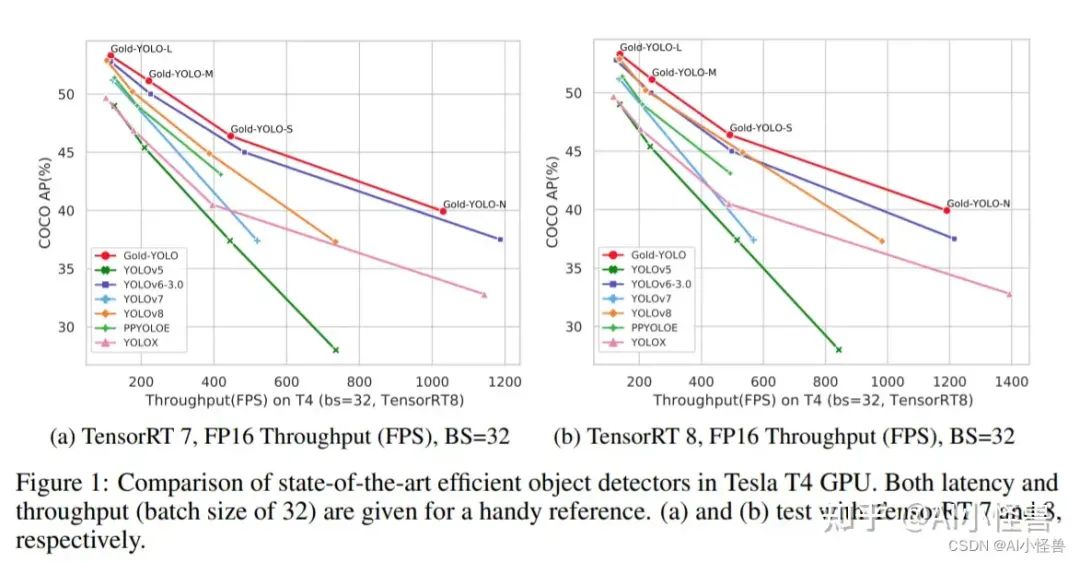 Gold-YOLO-L
Gold-YOLO-M
Gold-YOLO-S
Gold-YOLO-N
50
45
40
35
30
COCO AP(%)
Gold-YOLO
YOLOv5
YOLOv6-3.0
YOLOv7
YOLOv8
PPYOLOE
YOLOX
200 400 600 800 1000 1200
Throughput(FPS) on T4 (bs=32, TensorRT8)
(a) TensorRT 7, FP16 Throughput (FPS), BS=32
Gold-YOLO-L
Gold-YOLO-M
Gold-YOLO-S
Gold-YOLO-N
50
45
40
35
30
COCO AP(%)
Gold-YOLO
YOLOv5
YOLOv6-3.0
YOLOv7
YOLOv8
PPYOLOE
YOLOX
200 400 600 800 1000 1200 1400
Throughput(FPS) on T4 (bs=32, TensorRT8)
(b) TensorRT 8, FP16 Throughput (FPS), BS=32
Figure 1: Comparison of state-of-the-art efficient object detectors in Tesla T4 GPU. Both latency and
throughput (batch size of 32) are given for a handy reference. (a) and (b) test with TensorRT 7 and 8,
respectively.
知乎 @AI小怪兽
CSDN @AI小怪兽